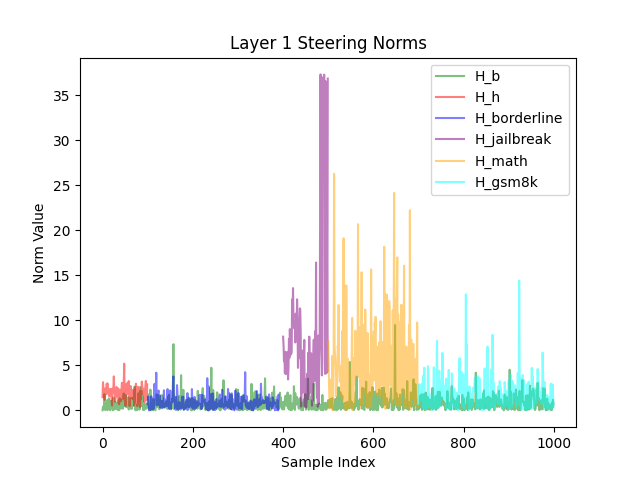 Layer 1 Steering Norms
Norm Value
35
30
25
20
15
10
5
0
H_b
H_h
H_borderline
H_jailbreak
H_math
H_gsm8k
0 200 400 600 800 1000
Sample Index